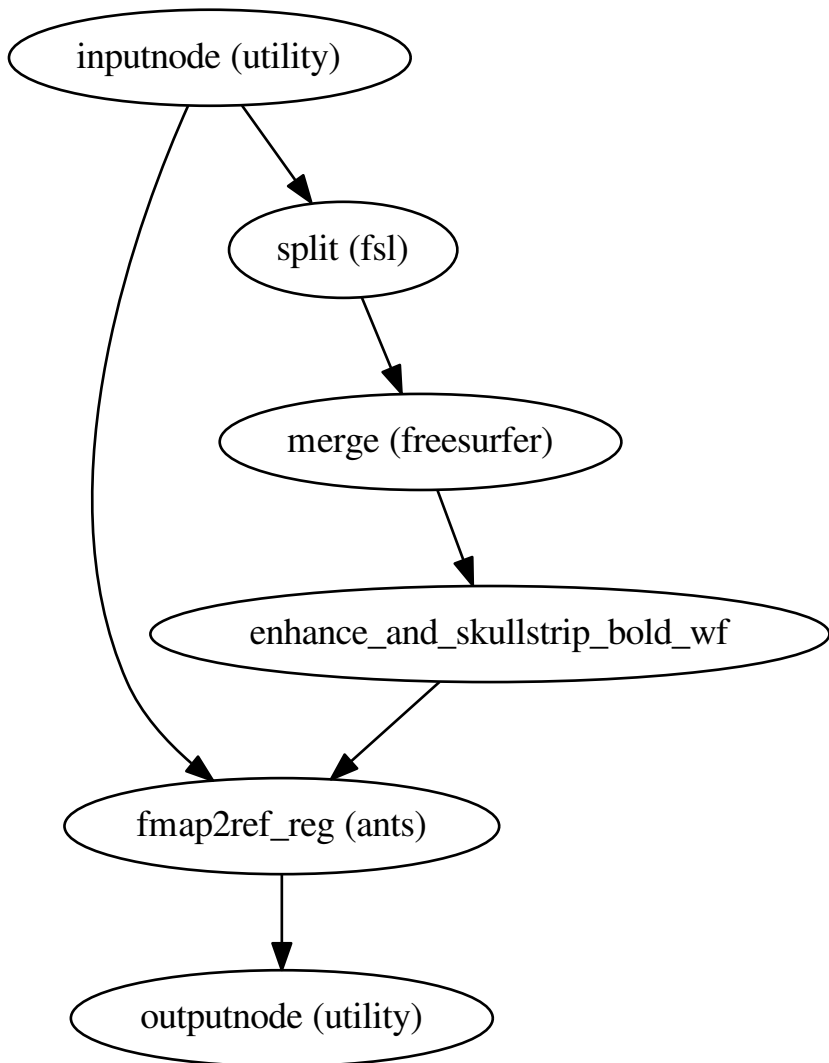 inputnode (utility)
split (fsl)
merge (freesurfer)
enhance_and_skullstrip_bold_wf
fmap2ref_reg (ants)
outputnode (utility)